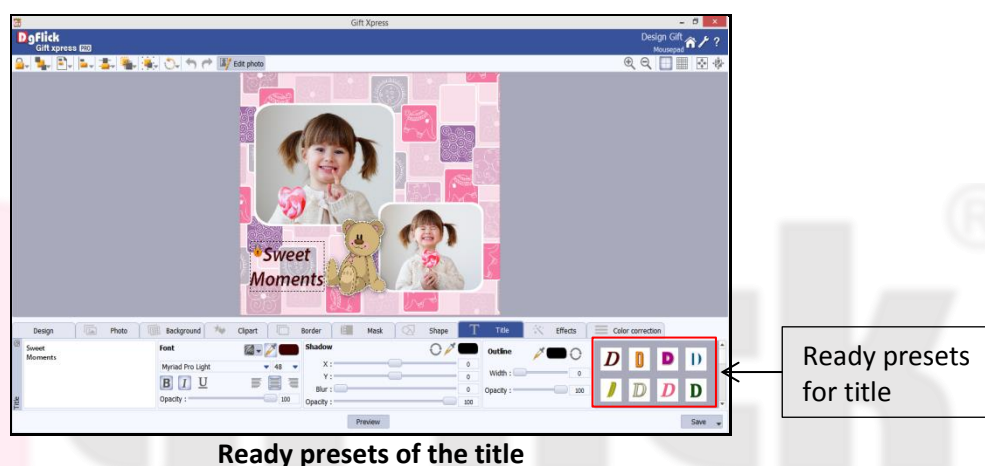 Gift Xpress
DgFlick
Gift xpress PRO
Design Gift
Mousepad
?
Edit photo
Sweet
Moments
Design
Photo
Background
Clipart
Border
Mask
Shape
T Title
Effects
Color correction
Title
Sweet
Moments
Font
Myriad Pro Light
48
B I U
Opacity : 100
Shadow
X : 0
Y : 0
Blur : 0
Opacity : 100
Outline
Width : 0
Opacity : 100
D D D D
I D D D
Preview
Save
Ready presets
for title
Ready presets of the title